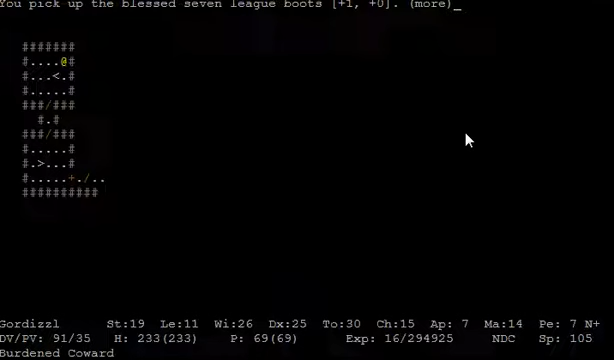 You pick up the blessed seven league boots [+1, +0]. (more)_
#######
#....@#
#...<.#
#.....#
###/###
#.#
###/###
#.....#
#.>...#
#.....+./..
##########
Gordizzl St:19 Le:11 Wi:26 Dx:25 To:30 Ch:15 Ap: 7 Ma:14 Pe: 7 N+
DV/PV: 91/35 H: 233(233) P: 69(69) Exp: 16/294925 NDC Sp: 105
Burdened Coward